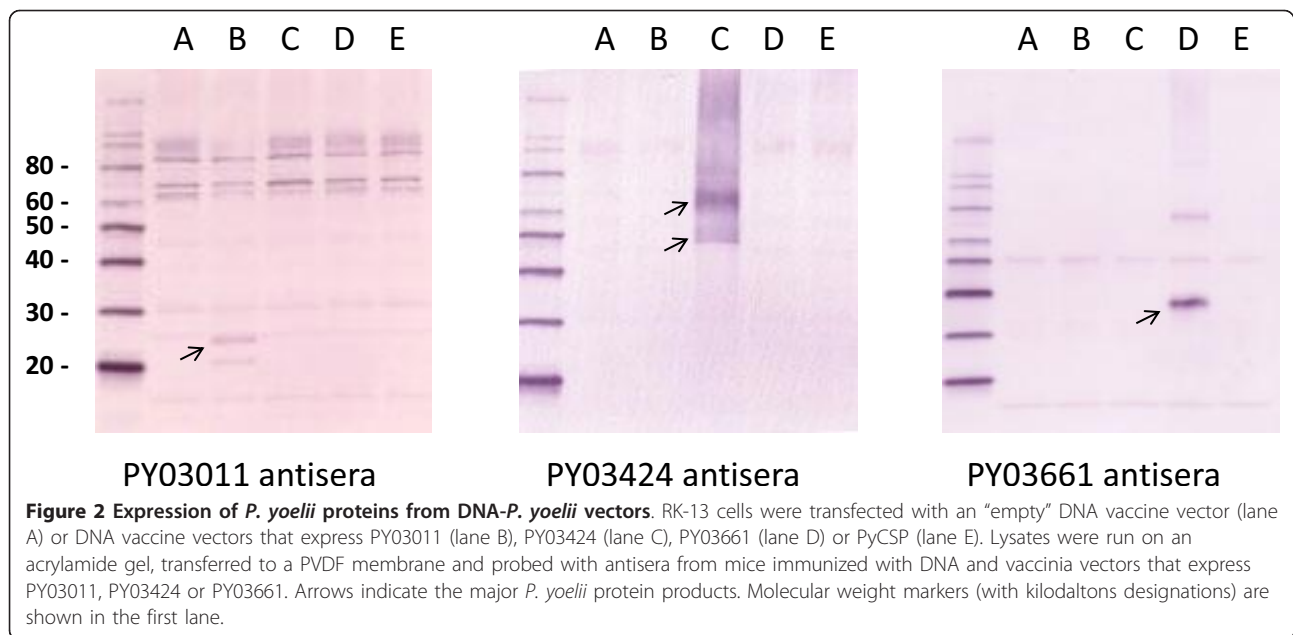 A B C D E
A B C D E
A B C D E
80 -
60 -
50 -
40 -
30 -
20 -
PY03011 antisera
PY03424 antisera
PY03661 antisera
Figure 2 Expression of P. yoelii proteins from DNA-P. yoelii vectors. RK-13 cells were transfected with an "empty" DNA vaccine vector (lane
A) or DNA vaccine vectors that express PY03011 (lane B), PY03424 (lane C), PY03661 (lane D) or PyCSP (lane E). Lysates were run on an
acrylamide gel, transferred to a PVDF membrane and probed with antisera from mice immunized with DNA and vaccinia vectors that express
PY03011, PY03424 or PY03661. Arrows indicate the major P. yoelii protein products. Molecular weight markers (with kilodaltons designations) are
shown in the first lane.